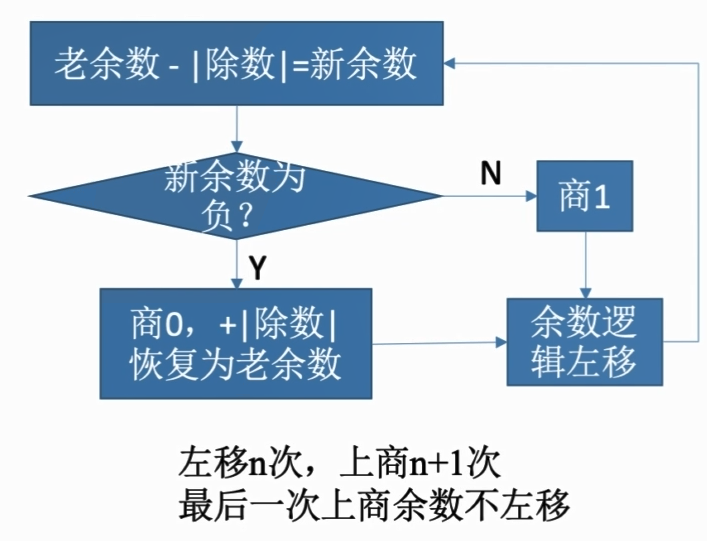 老余数 - |除数|=新余数
新余数为
负?
N
商1
Y
商0，+|除数|
恢复为老余数
余数逻
辑左移
左移n次，上商n+1次
最后一次上商余数不左移